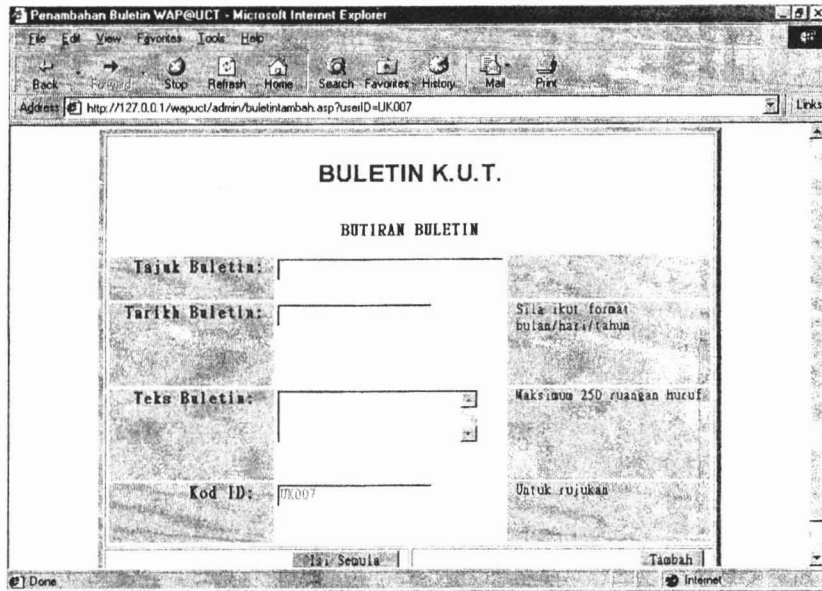 Penambahan Buletin WAP@UCT - Microsoft Internet Explorer
File Edit View Favorites Tools Help
Back Forward Stop Refresh Home Search Favorites History Mail Print
Address http://127.0.0.1/wapuct/admin/buletintambah.asp?userID=UK007 Links
BULETIN K.U.T.
BUTIRAN BULETIN
Tajuk Buletin:
Tarikh Buletin: Sila ikut format
bulan/hari/tahun
Teks Buletin: Maksimum 250 ruangan huruf
Kod ID: UK007 Untuk rujukan
Isi Semula Tambah
Done Internet